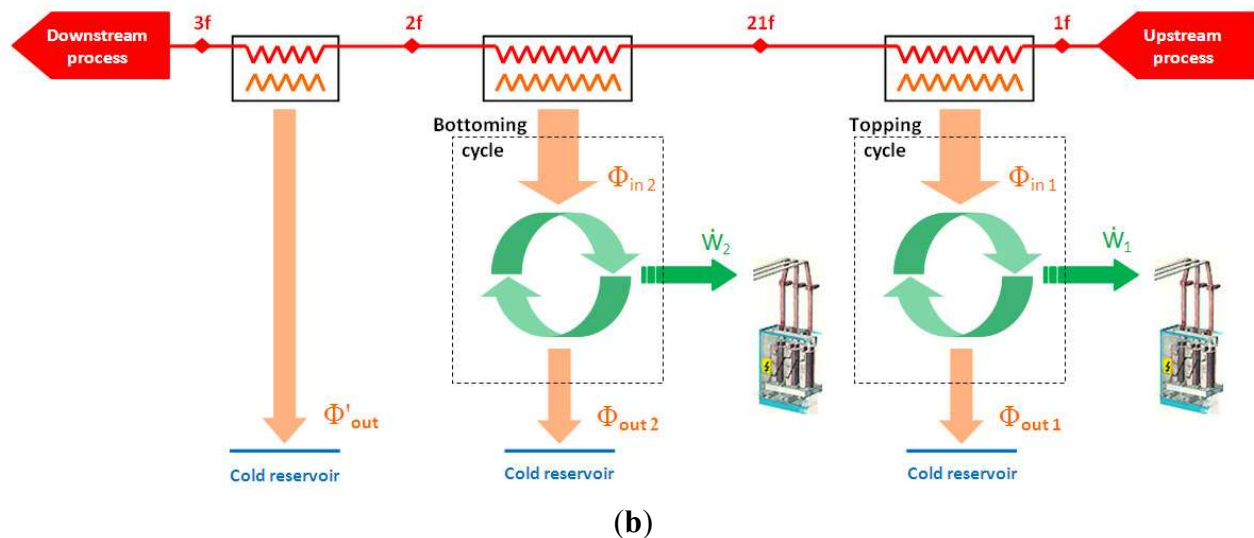 3f
2f
21f
1f
Downstream
process
Upstream
process
Bottoming
cycle
Topping
cycle
Φin 2
Φin 1
Ẇ2
Ẇ1
Φ'out
Φout 2
Φout 1
Cold reservoir
Cold reservoir
Cold reservoir
(b)